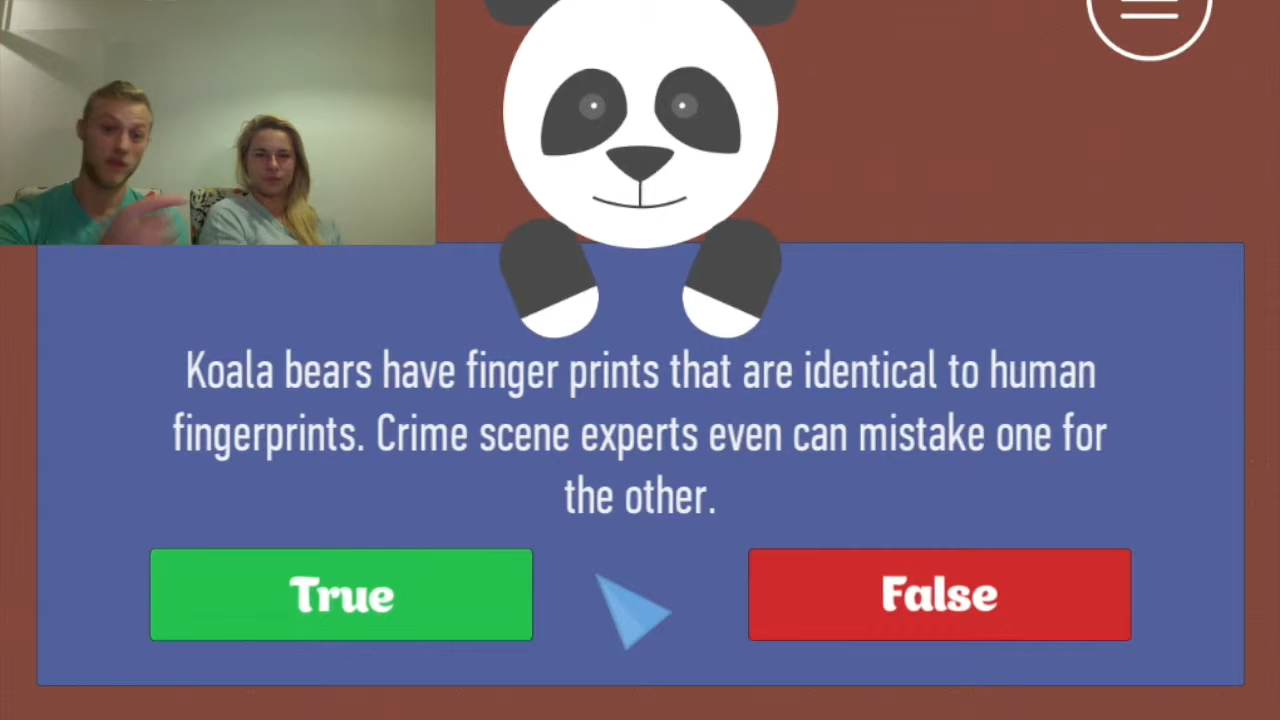 Koala bears have finger prints that are identical to human
fingerprints. Crime scene experts even can mistake one for
the other.
True
False